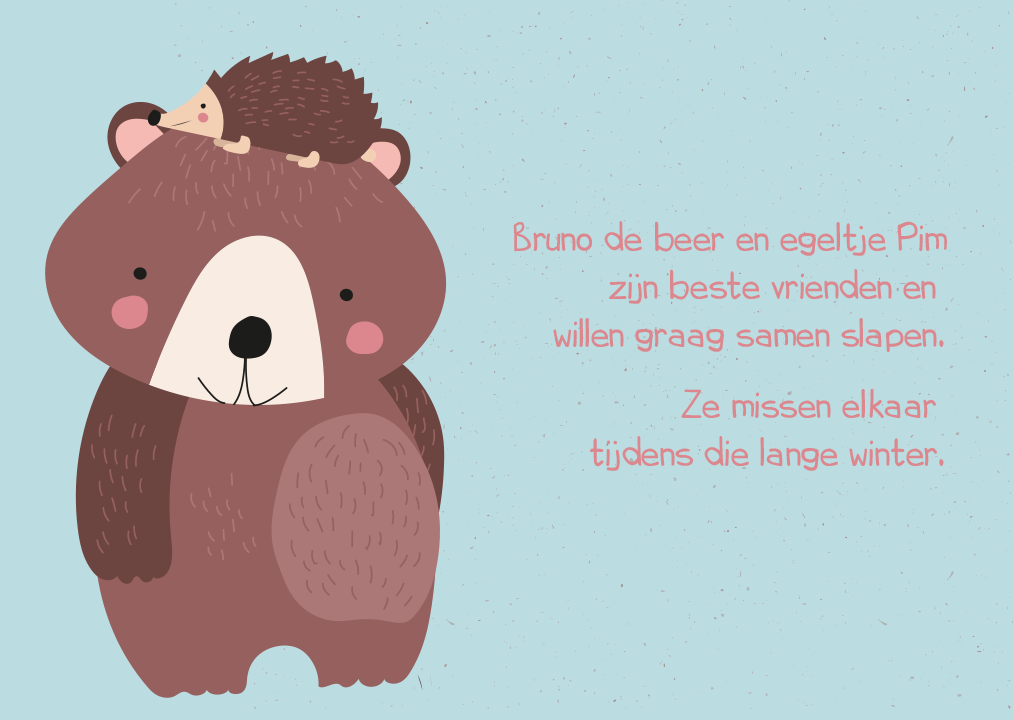 Bruno de beer en egeltje Pim
zijn beste vrienden en
willen graag samen slapen.
Ze missen elkaar
tijdens die lange winter.